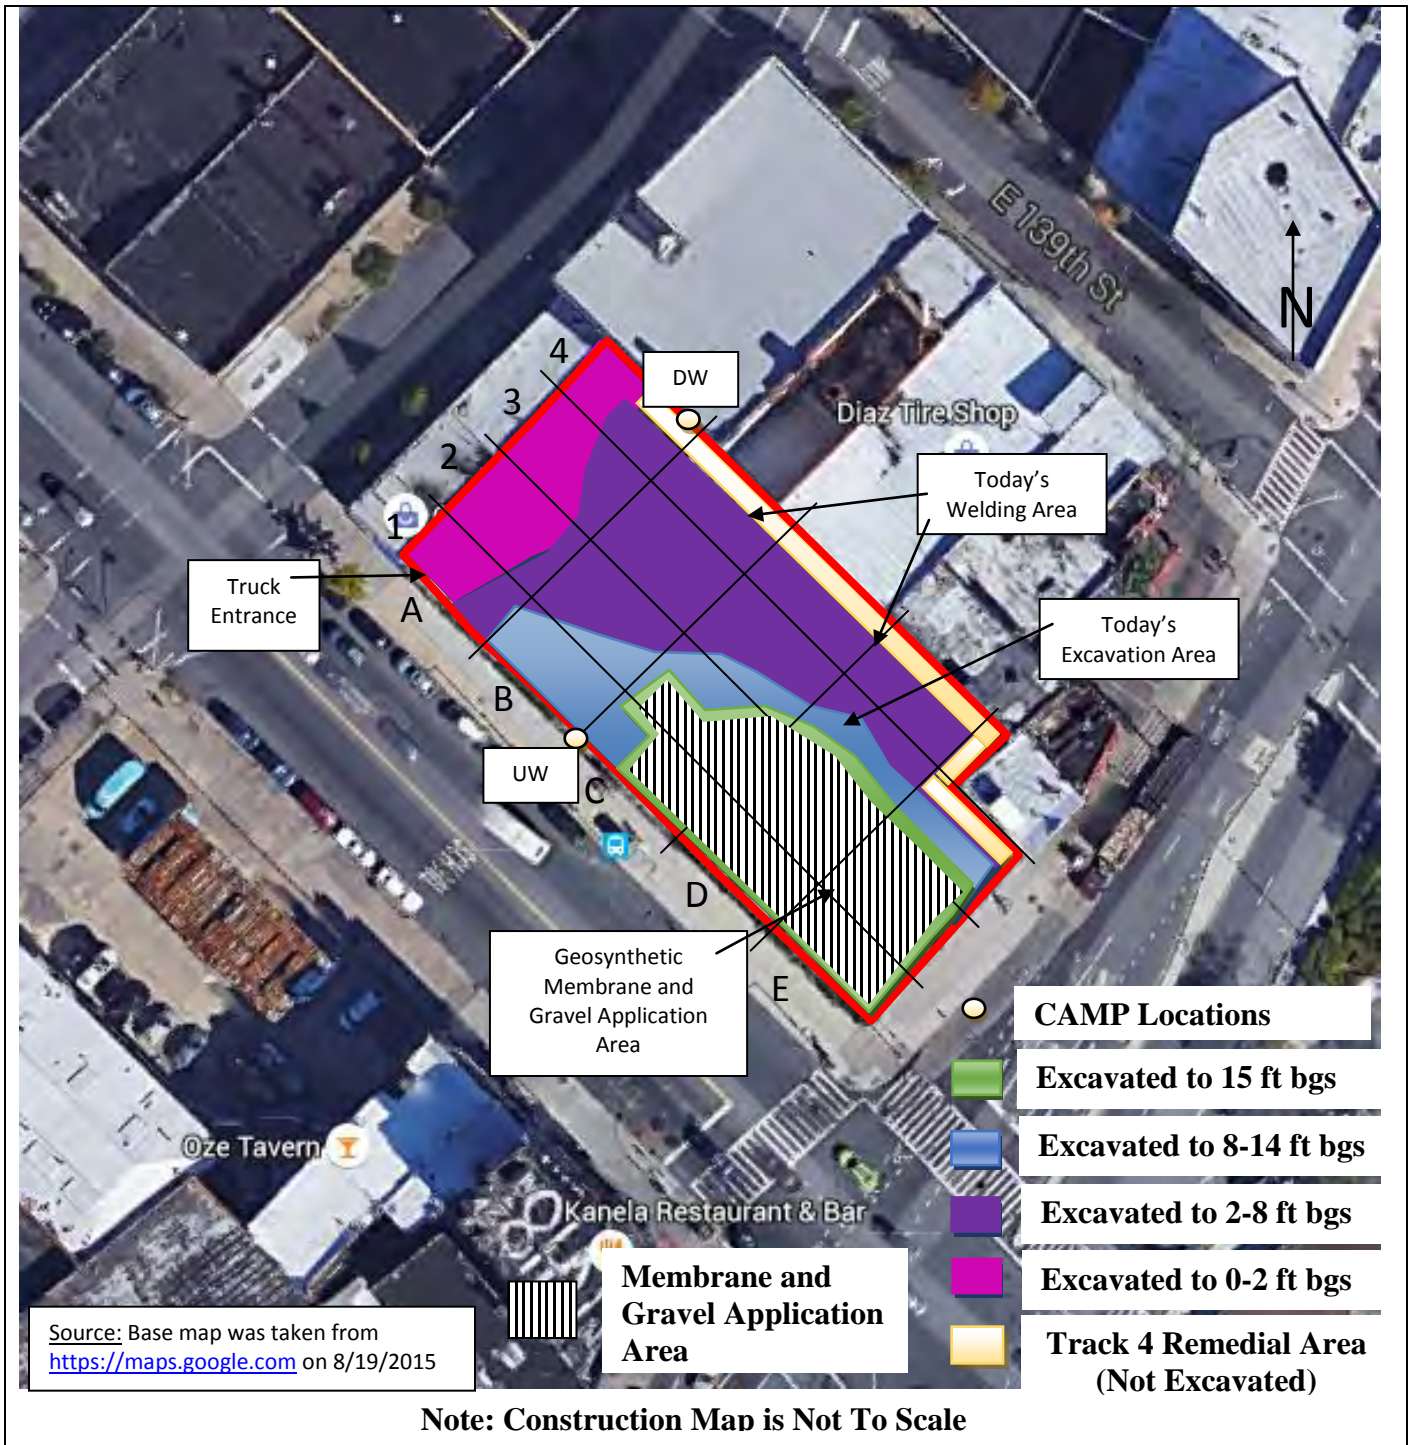 E 139th St
N
4
DW
3
Diaz Tire Shop
2
Today's
Welding Area
1
Truck
Entrance
A
Today's
Excavation Area
B
UW
C
D
Geosynthetic
Membrane and
Gravel Application
Area
E
CAMP Locations
Excavated to 15 ft bgs
Excavated to 8-14 ft bgs
Oze Tavern
Excavated to 2-8 ft bgs
Kanela Restaurant & Bar
Excavated to 0-2 ft bgs
Membrane and
Gravel Application
Area
Track 4 Remedial Area
(Not Excavated)
Source: Base map was taken from
https://maps.google.com on 8/19/2015
Note: Construction Map is Not To Scale